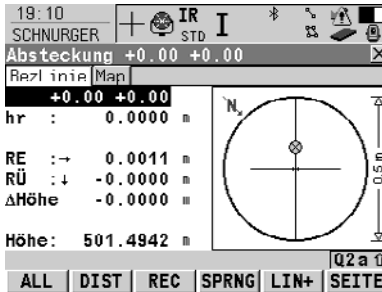 19:10
SCHNURGER
IR
STD
I
Absteckung +0.00 +0.00
BezLinie Map
+0.00 +0.00
hr : 0.0000 m
RE :→ 0.0011 m
RÜ :↓ -0.0000 m
ΔHöhe -0.0000 m
Höhe: 501.4942 m
N
0.5m
Q2a⇧
ALL DIST REC SPRNG LIN+ SEITE